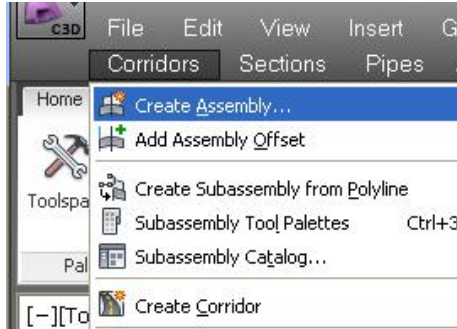 C3D
File Edit View Insert G
Corridors Sections Pipes
Home
Create Assembly...
Add Assembly Offset
Toolspa
Create Subassembly from Polyline
Subassembly Tool Palettes Ctrl+3
Subassembly Catalog...
Pal
Create Corridor
[-][To